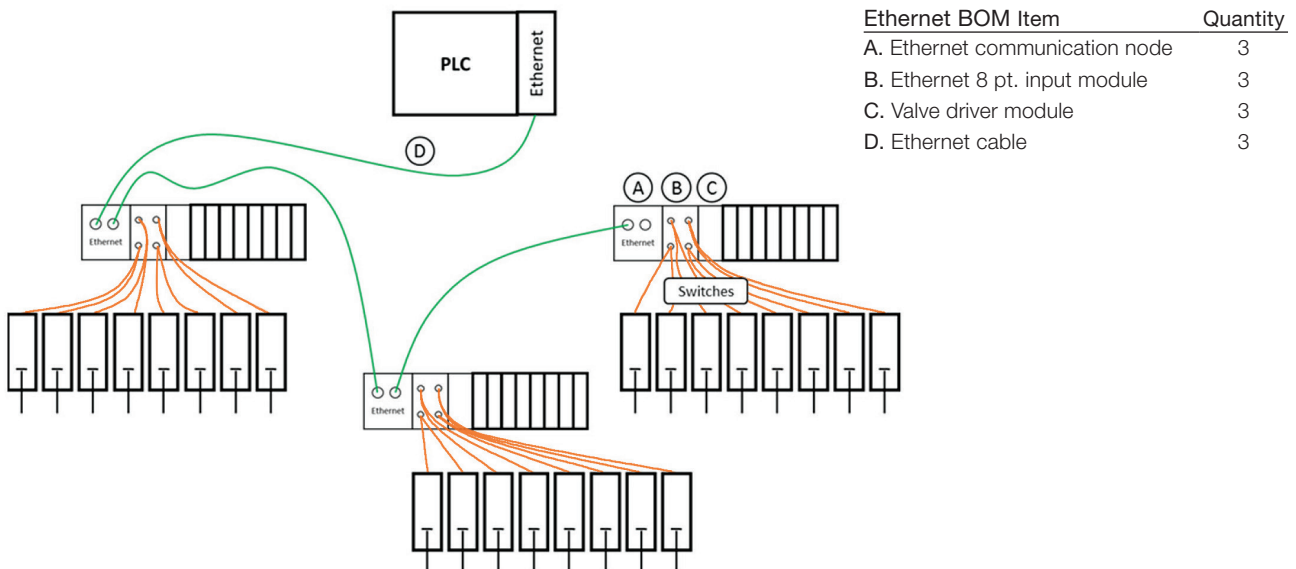 Ethernet BOM Item Quantity
A. Ethernet communication node 3
B. Ethernet 8 pt. input module 3
C. Valve driver module 3
D. Ethernet cable 3
PLC
Ethernet
D
A B C
Ethernet
Ethernet
Switches
Ethernet